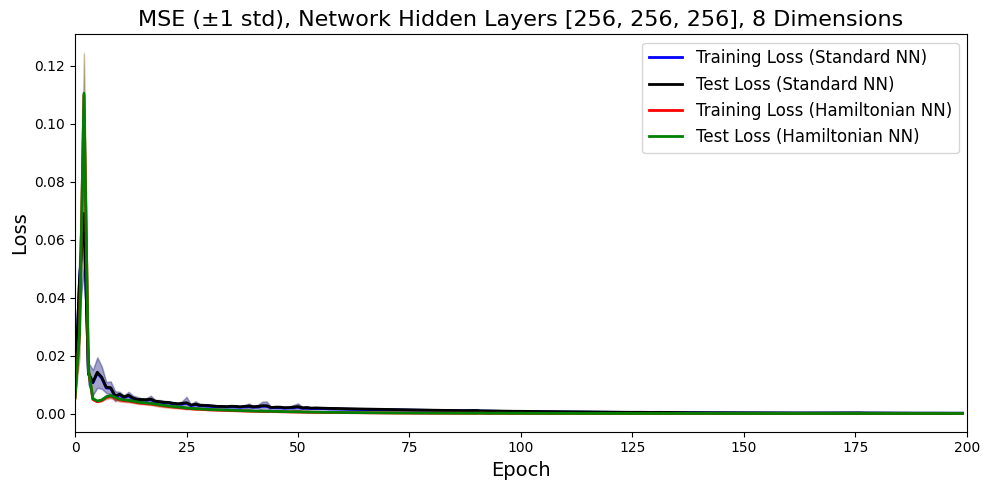 MSE (±1 std), Network Hidden Layers [256, 256, 256], 8 Dimensions
Training Loss (Standard NN)
Test Loss (Standard NN)
Training Loss (Hamiltonian NN)
Test Loss (Hamiltonian NN)
Loss
0.12
0.10
0.08
0.06
0.04
0.02
0.00
0 25 50 75 100 125 150 175 200
Epoch